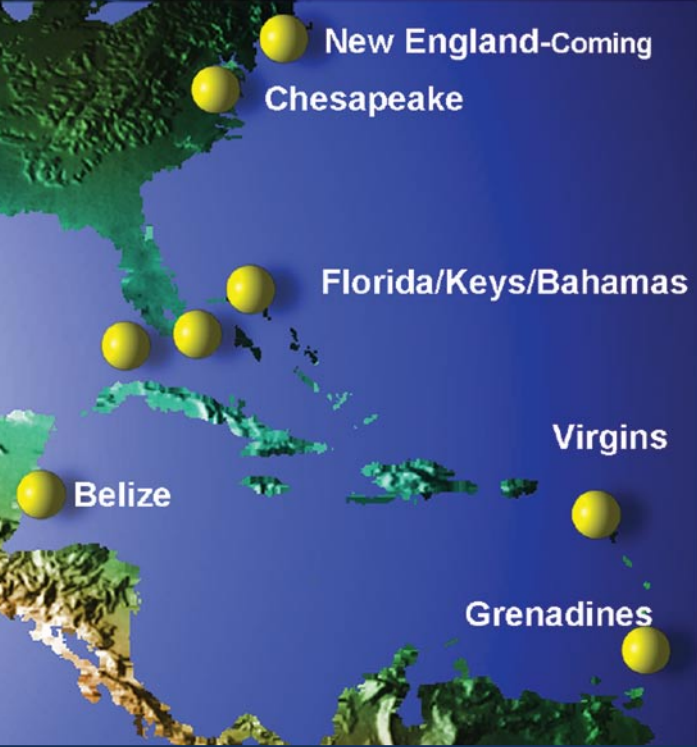 New England-Coming
Chesapeake
Florida/Keys/Bahamas
Virgins
Belize
Grenadines